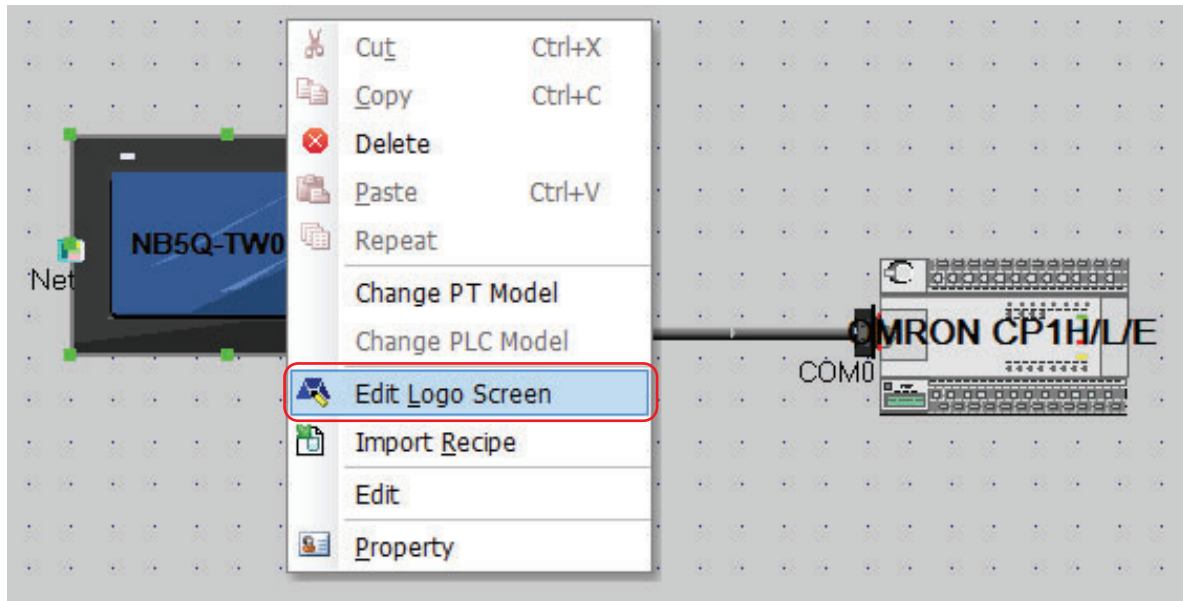 Cut Ctrl+X
Copy Ctrl+C
Delete
Paste Ctrl+V
Repeat
Change PT Model
Change PLC Model
Edit Logo Screen
Import Recipe
Edit
Property
NB5Q-TW0
Net
OMRON CP1H/L/E
COM0